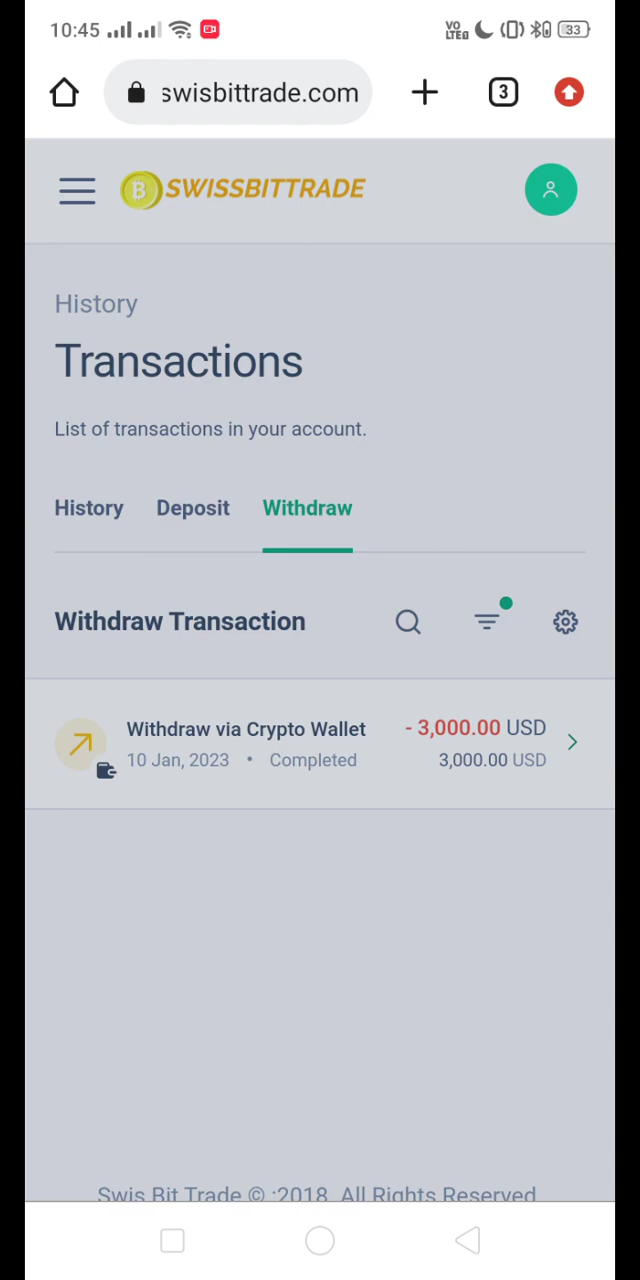 10:45 VO LTE 33
swisbittrade.com 3
SWISSBITTRADE
History
Transactions
List of transactions in your account.
History Deposit Withdraw
Withdraw Transaction
Withdraw via Crypto Wallet - 3,000.00 USD
10 Jan, 2023 • Completed 3,000.00 USD
Swis Bit Trade © :2018. All Rights Reserved